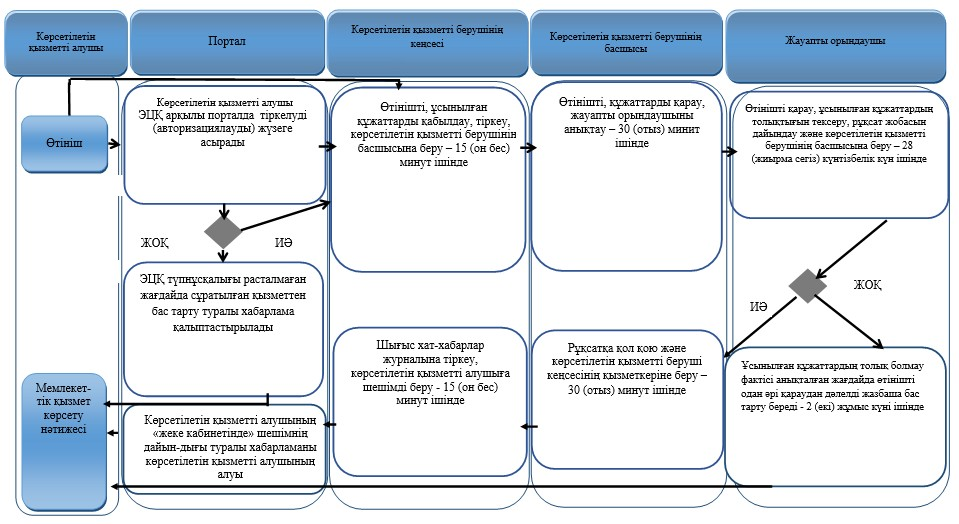 Көрсетілетін
қызметті алушы
Портал
Көрсетілетін қызметті берушінің
кеңсесі
Көрсетілетін қызметті берушінің
басшысы
Жауапты орындаушы
Өтініш
Көрсетілетін қызметті алушы
ЭЦҚ арқылы порталда тіркелуді
(авторизациялауды) жүзеге
асырады
Өтінішті, ұсынылған
құжаттарды қабылдау, тіркеу,
көрсетілетін қызметті берушінің
басшысына беру – 15 (он бес)
минут ішінде
Өтінішті, құжаттарды қарау,
жауапты орындаушыны
анықтау – 30 (отыз) минит
ішінде
Өтінішті қарау, ұсынылған құжаттардың
толықтығын тексеру, рұқсат жобасын
дайындау және көрсетілетін қызметті
берушінің басшысына беру – 28
(жиырма сегіз) күнтізбелік күн ішінде
ЖОҚ
ИӘ
ЭЦҚ түпнұсқалығы расталмаған
жағдайда сұратылған қызметтен
бас тарту туралы хабарлама
қалыптастырылады
ЖОҚ
ИӘ
Мемлекет-
тік қызмет
көрсету
нәтижесі
Көрсетілетін қызметті алушының
«жеке кабинетінде» шешімнің
дайын-дығы туралы хабарламаны
көрсетілетін қызметті алушының
алуы
Шығыс хат-хабарлар
журналына тіркеу,
көрсетілетін қызметті алушыға
шешімді беру - 15 (он бес)
минут ішінде
Рұқсатқа қол қою және
көрсетілетін қызметті беруші
кеңсесінің қызметкеріне беру –
30 (отыз) минут ішінде
Ұсынылған құжаттардың толық болмау
фактісі анықталған жағдайда өтінішті
одан әрі қараудан дәлелді жазбаша бас
тарту береді - 2 (екі) жұмыс күні ішінде